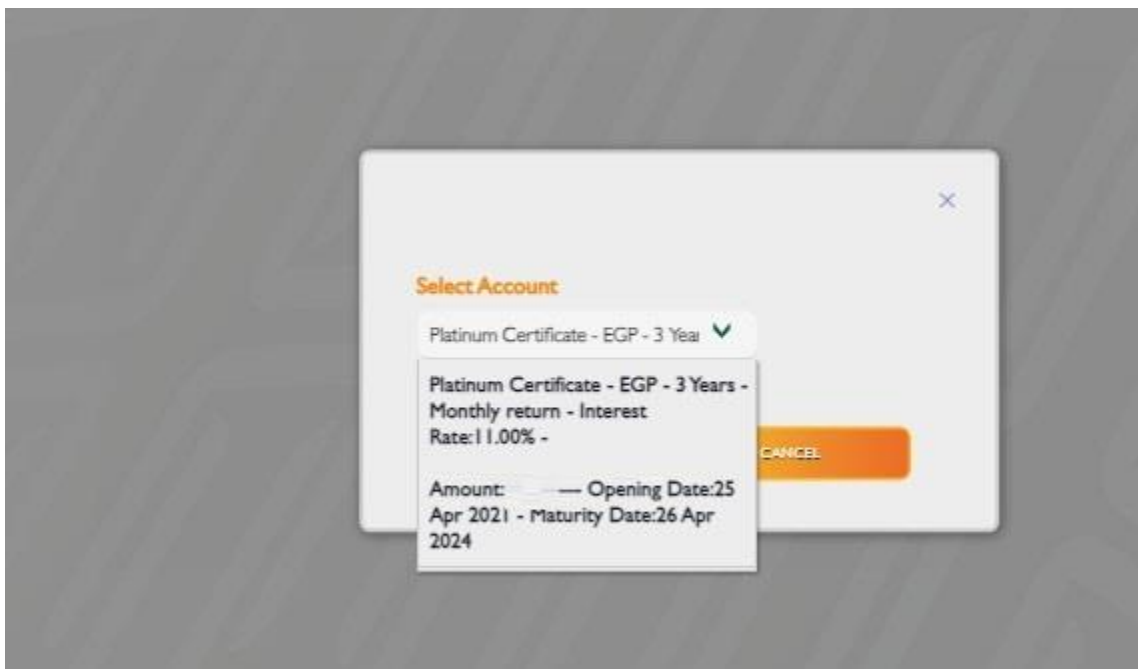 Select Account
Platinum Certificate - EGP - 3 Year
Platinum Certificate - EGP - 3 Years -
Monthly return - Interest
Rate:11.00% -
Amount: — Opening Date:25
Apr 2021 - Maturity Date:26 Apr
2024
CANCEL